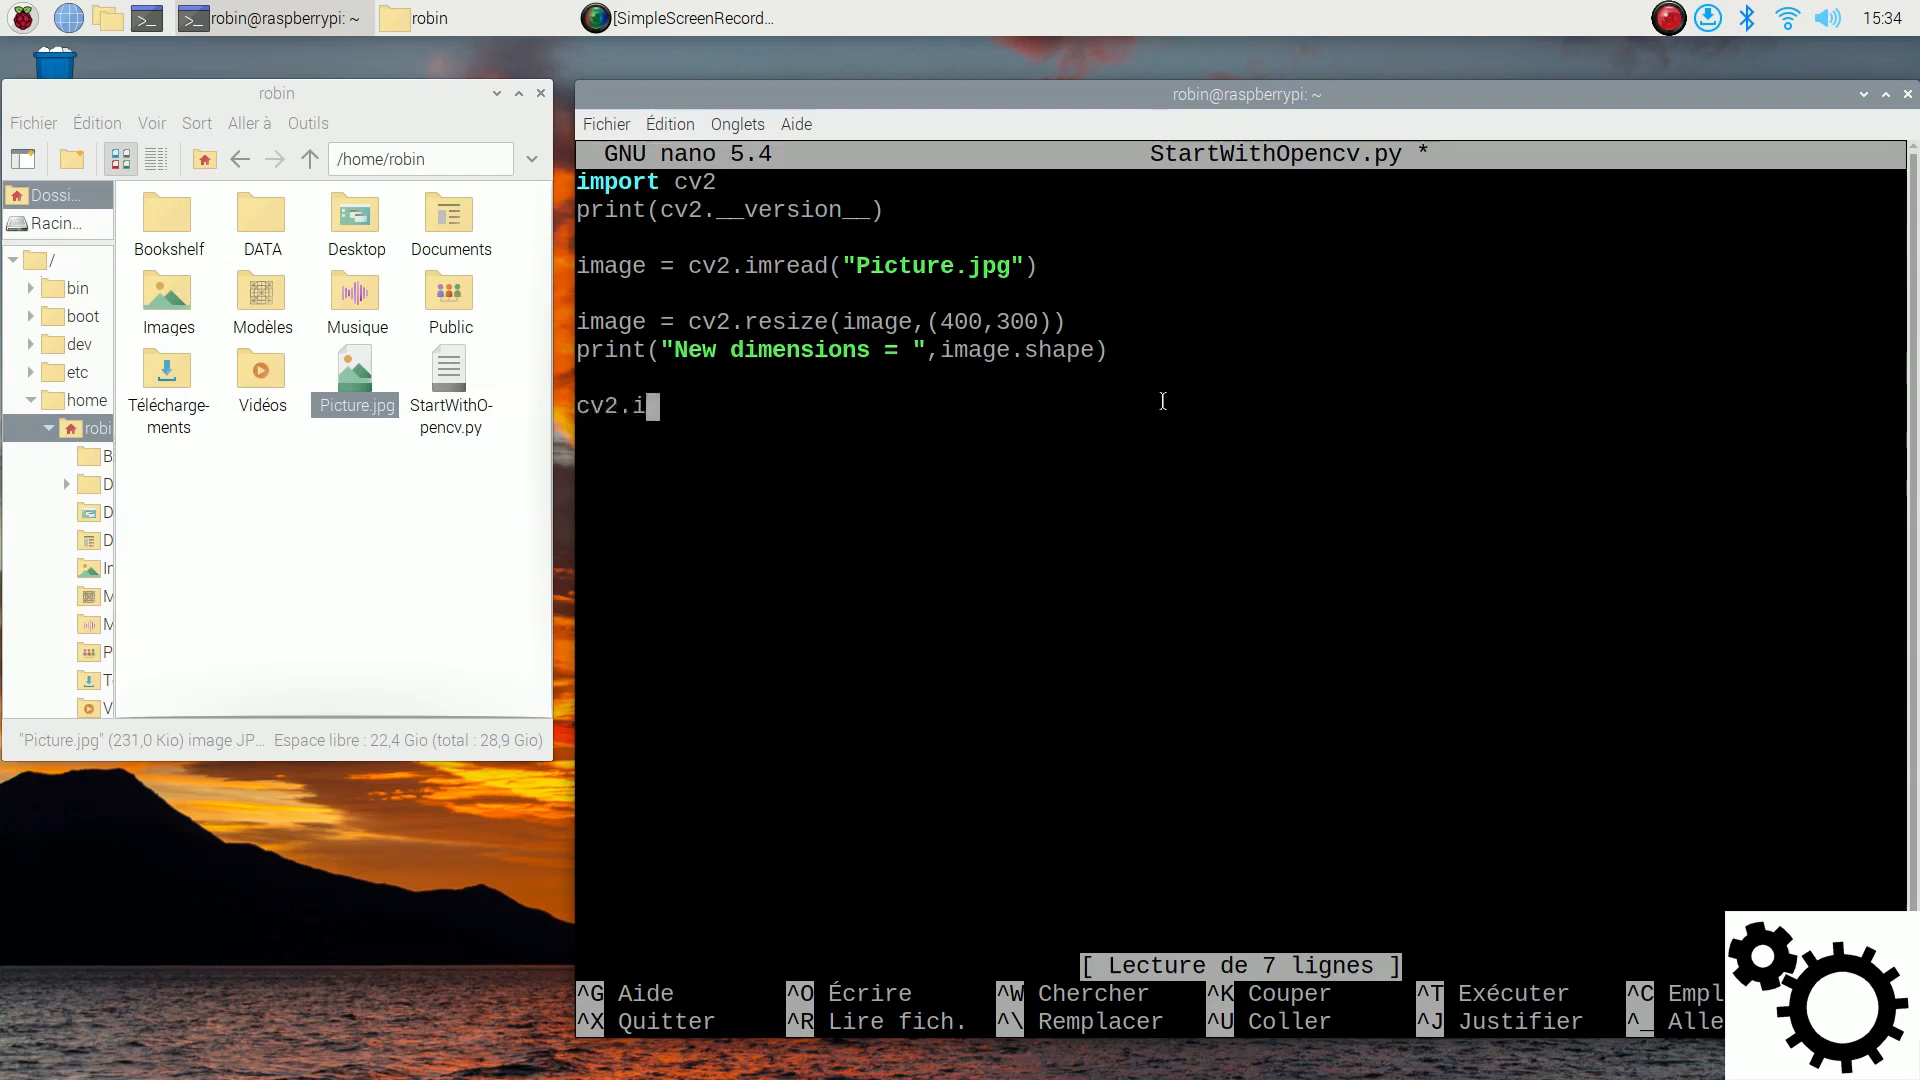 robin@raspberrypi: ~
robin
[SimpleScreenRecord...
15:34
robin
Fichier Édition Voir Sort Aller à Outils
/home/robin
Dossi...
Racin...
/
bin
boot
dev
etc
home
robi
B
D
D
D
In
M
M
P
T
V
Bookshelf
DATA
Desktop
Documents
Images
Modèles
Musique
Public
Télécharge-
ments
Vidéos
Picture.jpg
StartWithO-
pencv.py
"Picture.jpg" (231,0 Kio) image JP... Espace libre : 22,4 Gio (total : 28,9 Gio)
robin@raspberrypi: ~
Fichier Édition Onglets Aide
GNU nano 5.4 StartWithOpencv.py *
import cv2
print(cv2.__version__)
image = cv2.imread("Picture.jpg")
image = cv2.resize(image,(400,300))
print("New dimensions = ",image.shape)
cv2.i
[ Lecture de 7 lignes ]
^G Aide ^O Écrire ^W Chercher ^K Couper ^T Exécuter ^C Empl
^X Quitter ^R Lire fich. ^\ Remplacer ^U Coller ^J Justifier ^_ Alle